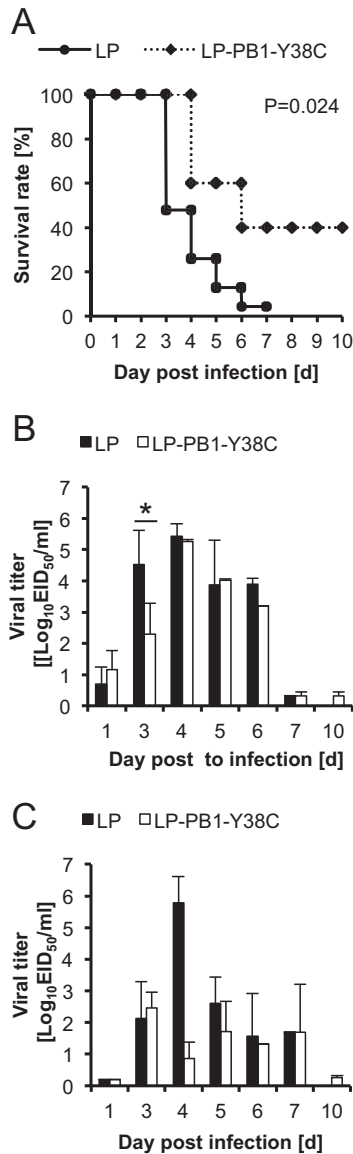 A
LP LP-PB1-Y38C
P=0.024
Survival rate [%]
100
80
60
40
20
0
0 1 2 3 4 5 6 7 8 9 10
Day post infection [d]
B
LP LP-PB1-Y38C
Viral titer
[[Log10EID50/ml]
7
6
5
4
3
2
1
0
*
1 3 4 5 6 7 10
Day post to infection [d]
C
LP LP-PB1-Y38C
Viral titer
[Log10EID50/ml]
7
6
5
4
3
2
1
0
1 3 4 5 6 7 10
Day post infection [d]